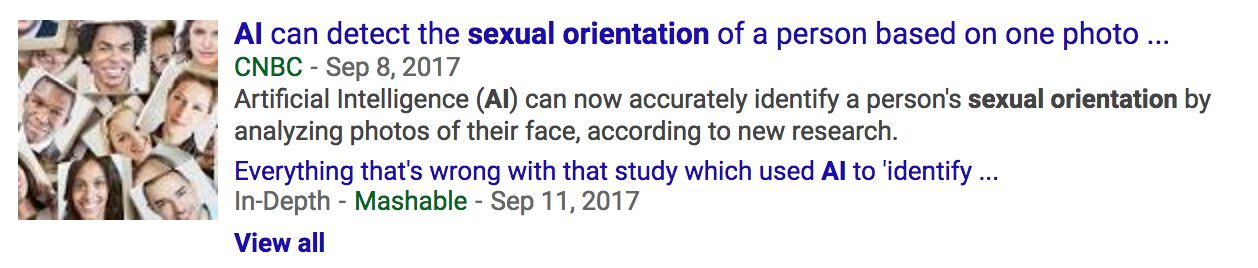 AI can detect the sexual orientation of a person based on one photo ...
CNBC - Sep 8, 2017
Artificial Intelligence (AI) can now accurately identify a person's sexual orientation by
analyzing photos of their face, according to new research.
Everything that's wrong with that study which used AI to 'identify ...
In-Depth - Mashable - Sep 11, 2017
View all